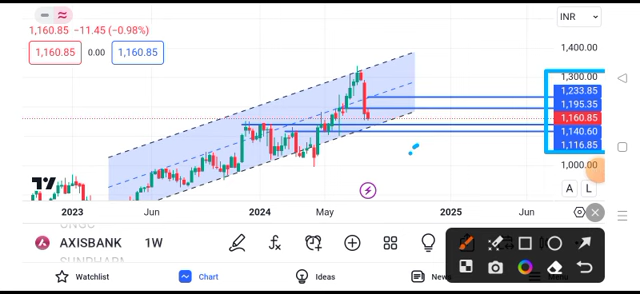 INR
1,160.85 −11.45 (−0.98%)
1,160.85 0.00 1,160.85
1,400.00
1,300.00
1,233.85
1,195.35
1,160.85
1,140.60
1,116.85
1,000.00
A L
2023 Jun 2024 May 2025 Jun
ONGC
AXISBANK 1W
SUNPHARMA
Watchlist Chart Ideas News Menu